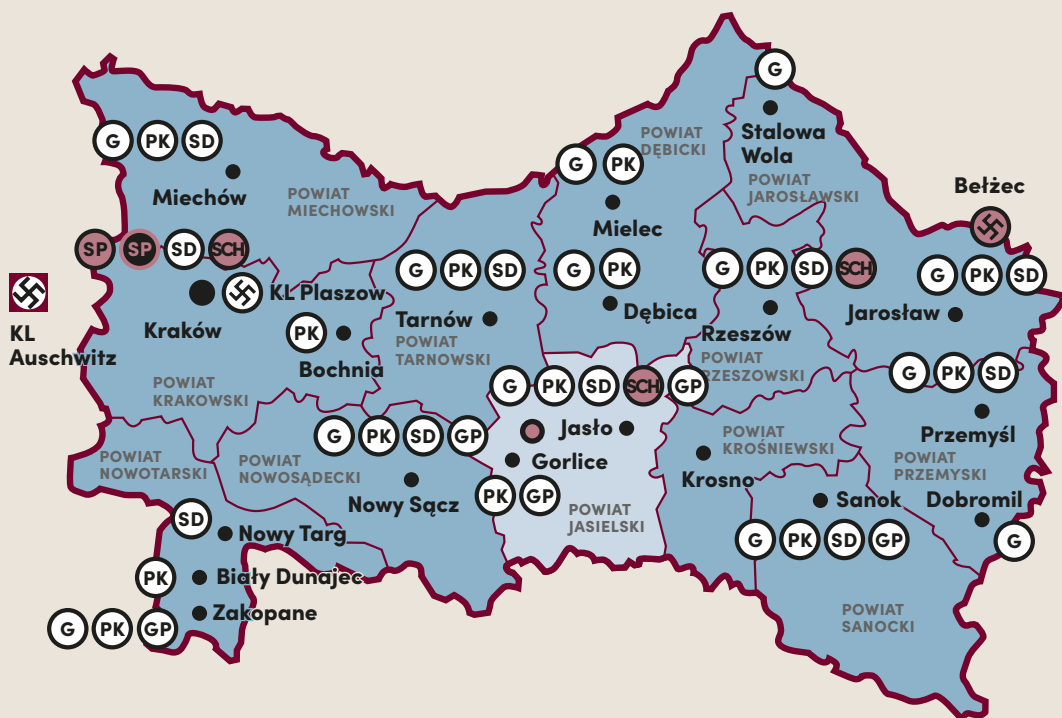 G
Stalowa
Wola
POWIAT
DĘBICKI
G PK SD
G PK
Miechów
POWIAT
MIECHOWSKI
POWIAT
JAROSŁAWSKI
Bełżec
Mielec
SP SP SD SCH
KL Plaszow
Kraków
KL
Auschwitz
G PK SD
G PK
G PK SD SCH
G PK SD
Tarnów
POWIAT
TARNOWSKI
Dębica
Rzeszów
Jarosław
PK
Bochnia
POWIAT
KRAKOWSKI
G PK SD SCH GP
POWIAT
RZESZOWSKI
G PK SD
Jasło
Gorlice
PK GP
POWIAT
JASIELSKI
POWIAT
KROŚNIEWSKI
Krosno
Przemyśl
POWIAT
PRZEMYSKI
POWIAT
NOWOTARSKI
POWIAT
NOWOSĄDECKI
G PK SD GP
Nowy Sącz
Sanok
Dobromil
G PK SD GP
G
SD
Nowy Targ
PK
Biały Dunajec
G PK GP
Zakopane
POWIAT
SANOCKI